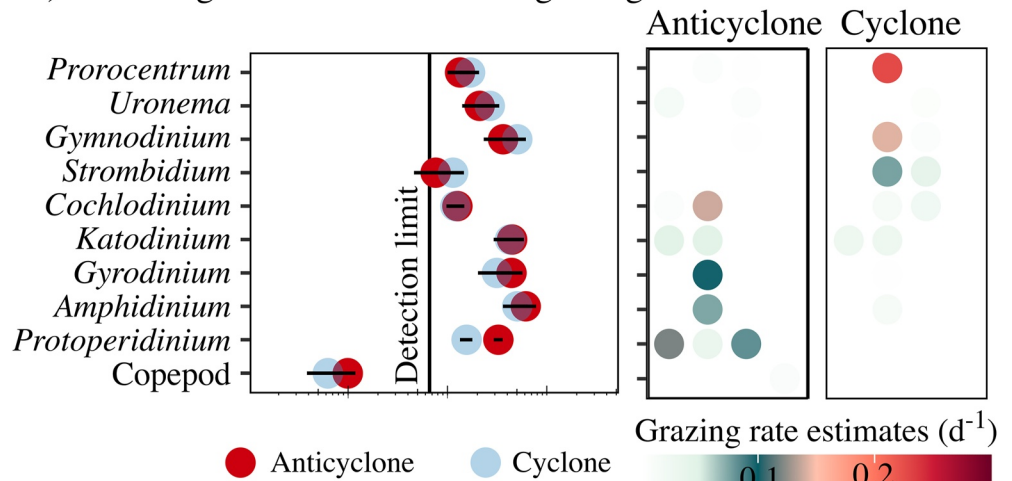 Anticyclone Cyclone
Prorocentrum
Uronema
Gymnodinium
Strombidium
Cochlodinium
Katodinium
Gyrodinium
Amphidinium
Protoperidinium
Copepod
Detection limit
Grazing rate estimates (d-1)
0.1 0.2
Anticyclone Cyclone